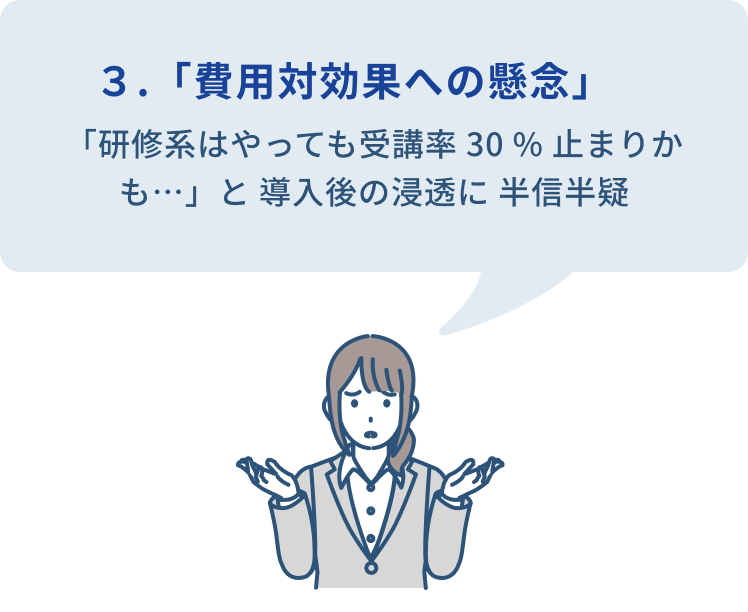 ３.「費用対効果への懸念」
「研修系はやっても受講率 30 % 止まりか
も…」と 導入後の浸透に 半信半疑